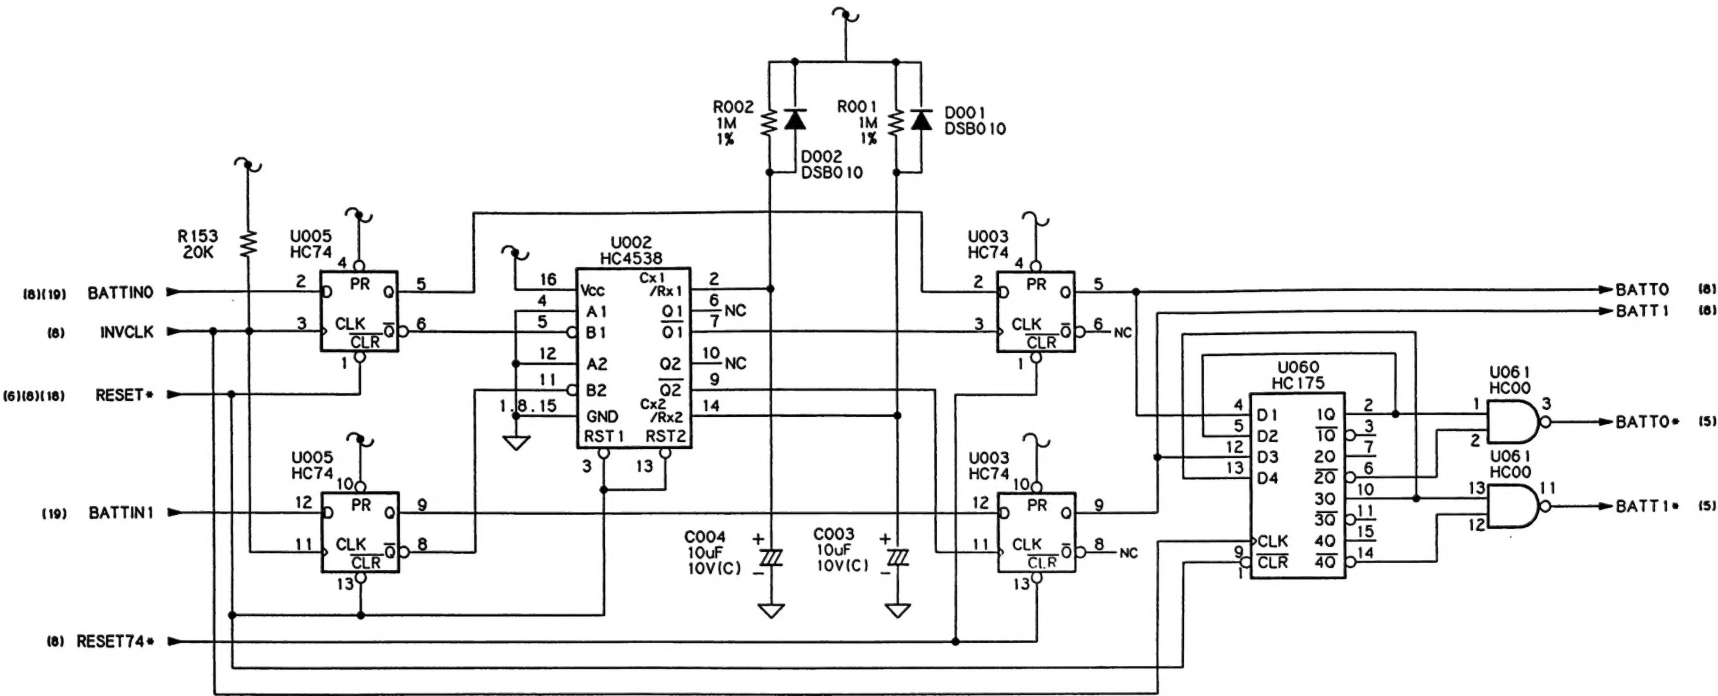 R002
1M
1%
D002
DSB010
R001
1M
1%
D001
DSB010
R153
20K
U005
HC74
4
PR
2
D
Q
5
3
CLK
Q
6
CLR
1
U002
HC4538
16
Vcc
4
A1
5
B1
12
A2
11
B2
1.8.15
GND
RST1
RST2
3
13
Cx1
/Rx1
2
Q1
6
NC
Q1
7
Q2
10
NC
Q2
9
Cx2
/Rx2
14
U003
HC74
4
PR
2
D
Q
5
3
CLK
Q
6
NC
CLR
1
(8)(19) BATTIN0
(8) INVCLK
(6)(8)(18) RESET*
(19) BATTIN1
(8) RESET74*
U005
HC74
10
PR
12
D
Q
9
11
CLK
Q
8
CLR
13
C004
10uF
10V(C)
+
-
C003
10uF
10V(C)
+
-
U003
HC74
10
PR
12
D
Q
9
11
CLK
Q
8
NC
CLR
13
U060
HC175
4
D1
5
D2
12
D3
13
D4
CLK
9
CLR
1
1Q
2
1Q
3
2Q
7
2Q
6
3Q
10
3Q
11
4Q
15
4Q
14
U061
HC00
1
2
3
U061
HC00
13
12
11
BATT0 (8)
BATT1 (8)
BATT0* (5)
BATT1* (5)